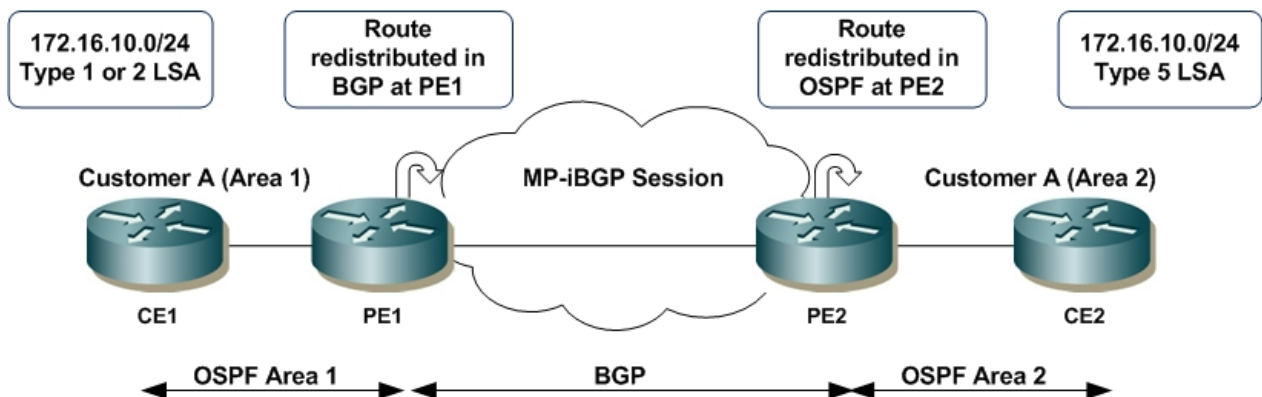 172.16.10.0/24
Type 1 or 2 LSA
Route
redistributed in
BGP at PE1
Route
redistributed in
OSPF at PE2
172.16.10.0/24
Type 5 LSA
Customer A (Area 1)
MP-iBGP Session
Customer A (Area 2)
CE1
PE1
PE2
CE2
OSPF Area 1
BGP
OSPF Area 2